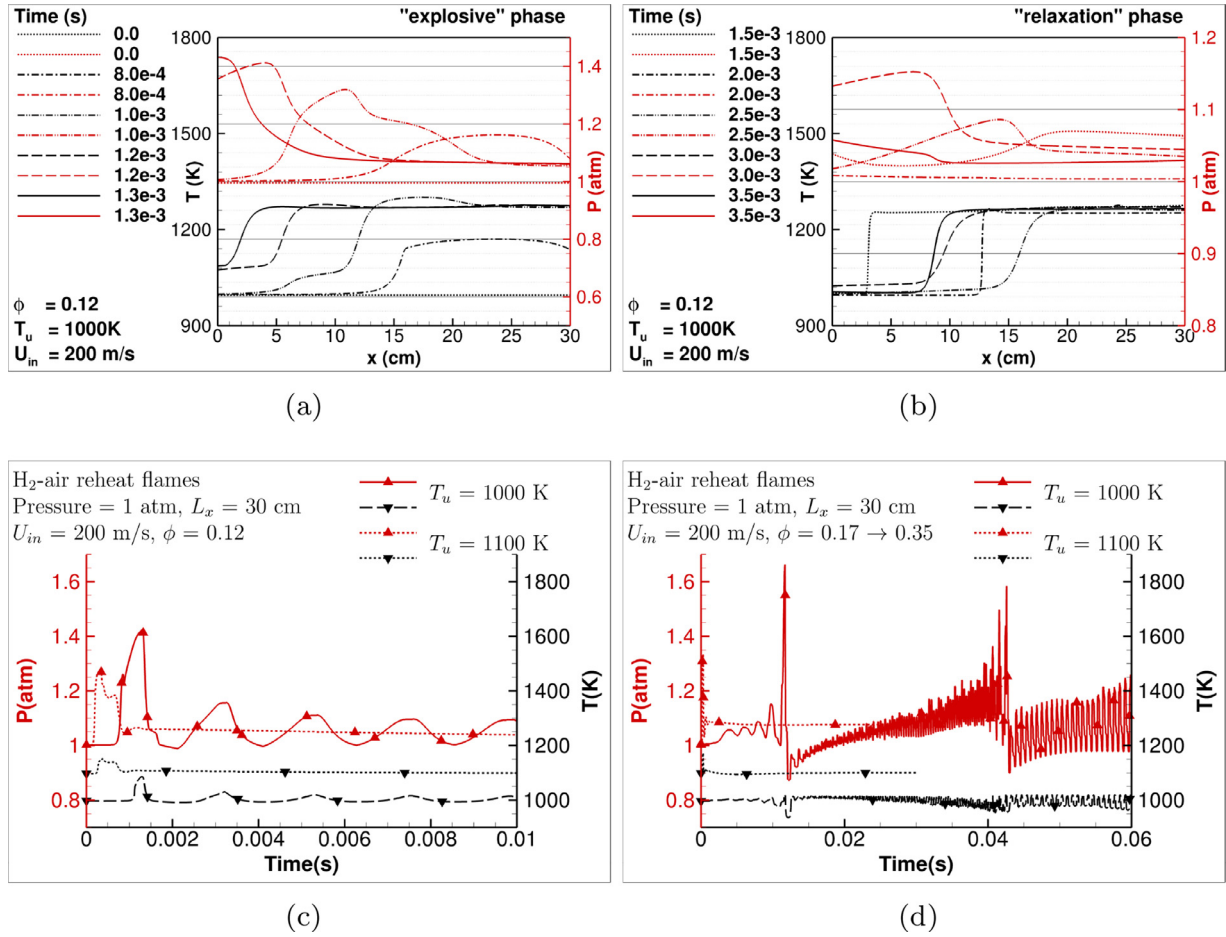 Time (s)
"explosive" phase
0.0
0.0
8.0e-4
8.0e-4
1.0e-3
1.0e-3
1.2e-3
1.2e-3
1.3e-3
1.3e-3
ϕ = 0.12
T_u = 1000K
U_in = 200 m/s
1800
1500
1200
900
T (K)
1.4
1.2
1
0.8
0.6
P (atm)
0 5 10 15 20 25 30
x (cm)
(a)
Time (s)
"relaxation" phase
1.5e-3
1.5e-3
2.0e-3
2.0e-3
2.5e-3
2.5e-3
3.0e-3
3.0e-3
3.5e-3
3.5e-3
ϕ = 0.12
T_u = 1000K
U_in = 200 m/s
1800
1500
1200
900
T (K)
1.2
1.1
1
0.9
0.8
P (atm)
0 5 10 15 20 25 30
x (cm)
(b)
H₂-air reheat flames
Pressure = 1 atm, L_x = 30 cm
U_in = 200 m/s, ϕ = 0.12
T_u = 1000 K
T_u = 1100 K
1.6
1.4
1.2
1
0.8
P(atm)
1800
1600
1400
1200
1000
T(K)
0 0.002 0.004 0.006 0.008 0.01
Time(s)
(c)
H₂-air reheat flames
Pressure = 1 atm, L_x = 30 cm
U_in = 200 m/s, ϕ = 0.17 → 0.35
T_u = 1000 K
T_u = 1100 K
1.6
1.4
1.2
1
0.8
P(atm)
1800
1600
1400
1200
1000
T(K)
0 0.02 0.04 0.06
Time(s)
(d)